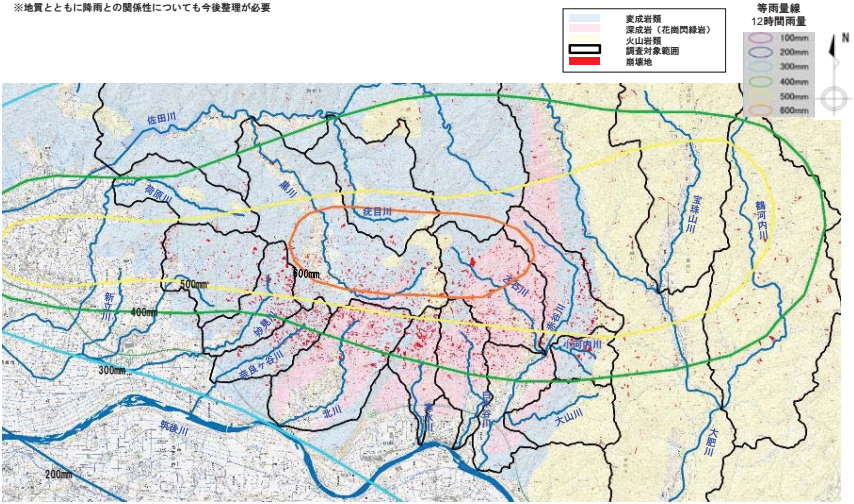 ※地質とともに降雨との関係性についても今後整理が必要
変成岩類
深成岩（花崗閃緑岩）
火山岩類
調査対象範囲
崩壊地
等雨量線
12時間雨量
100mm
200mm
300mm
400mm
500mm
600mm
N
佐田川
荷原川
黒川
疣目川
宝珠山川
鶴河内川
600mm
500mm
乙石川
新立川
400mm
赤谷川
妙見川
小河内川
奈良ヶ谷川
300mm
北川
白木谷川
大山川
筑後川
大肥川
200mm